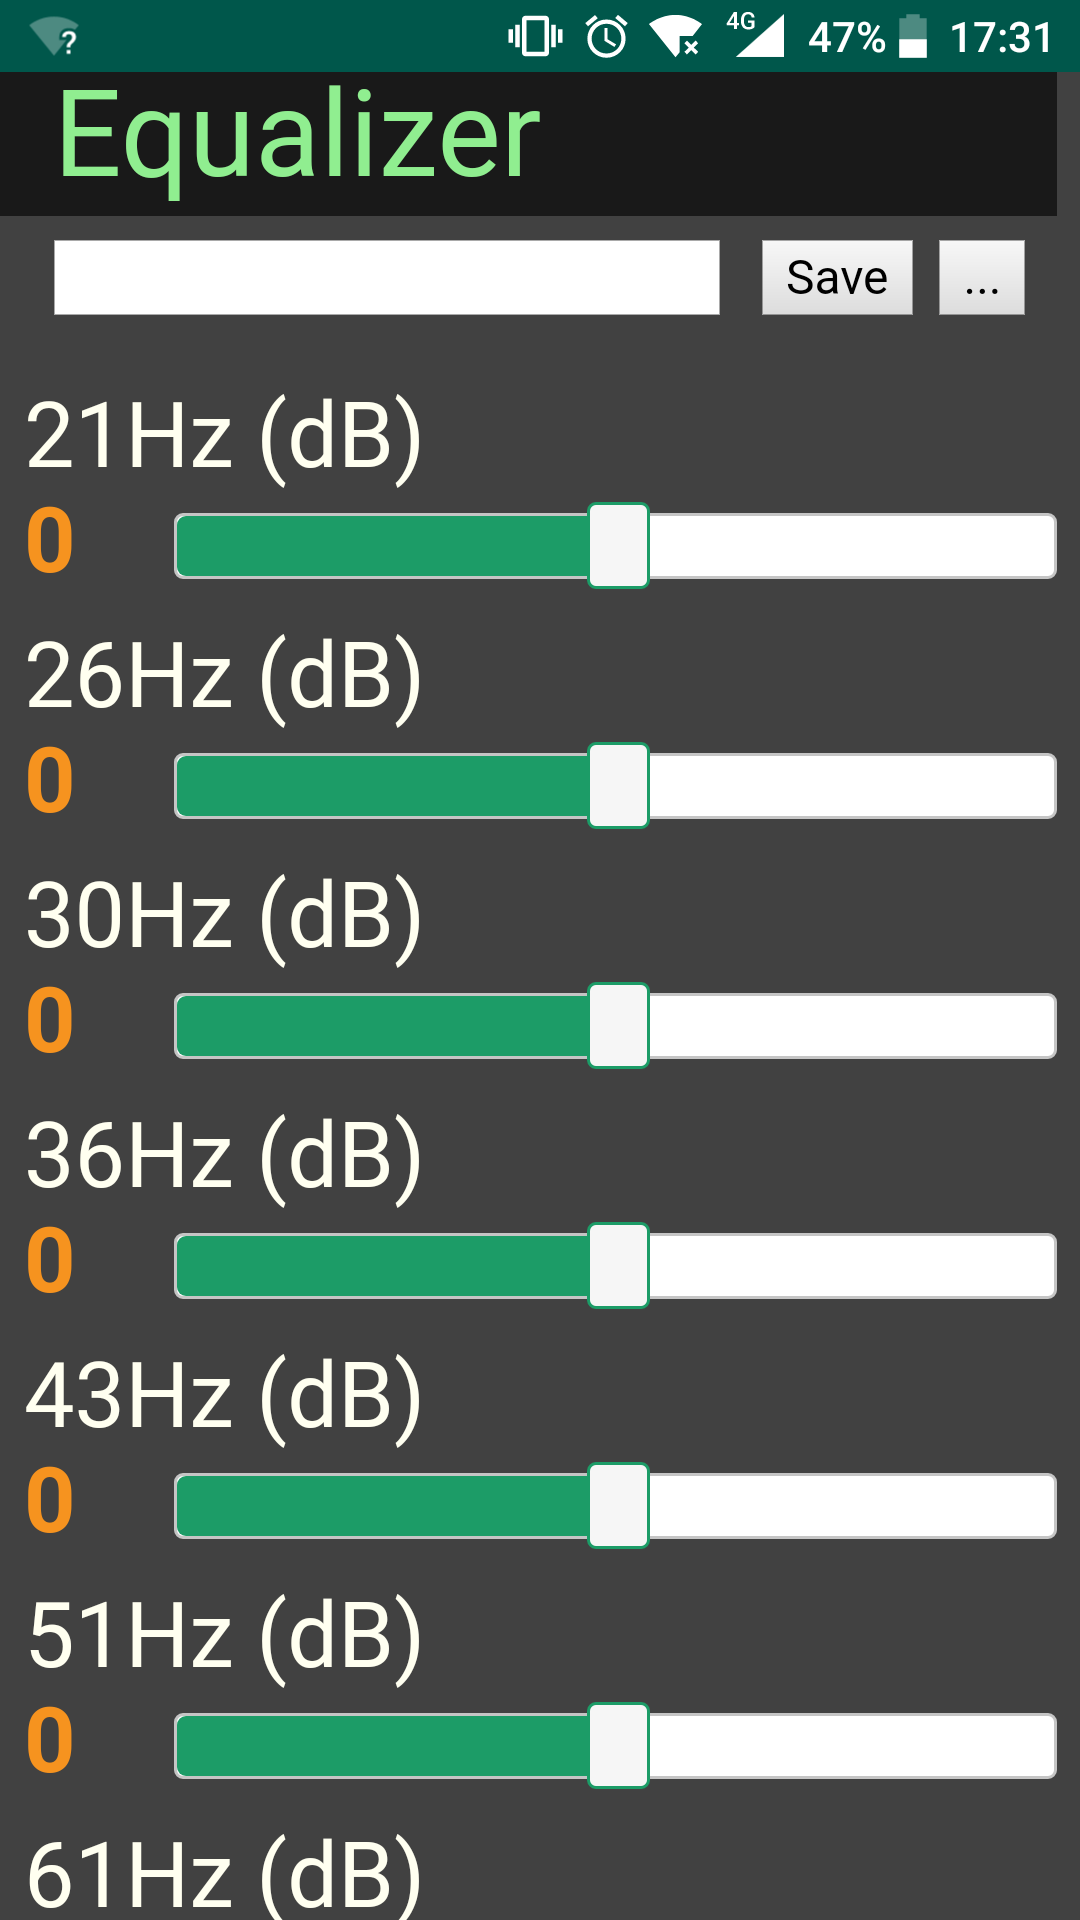 ?
4G 47% 17:31
Equalizer
Save ...
21Hz (dB)
0
26Hz (dB)
0
30Hz (dB)
0
36Hz (dB)
0
43Hz (dB)
0
51Hz (dB)
0
61Hz (dB)